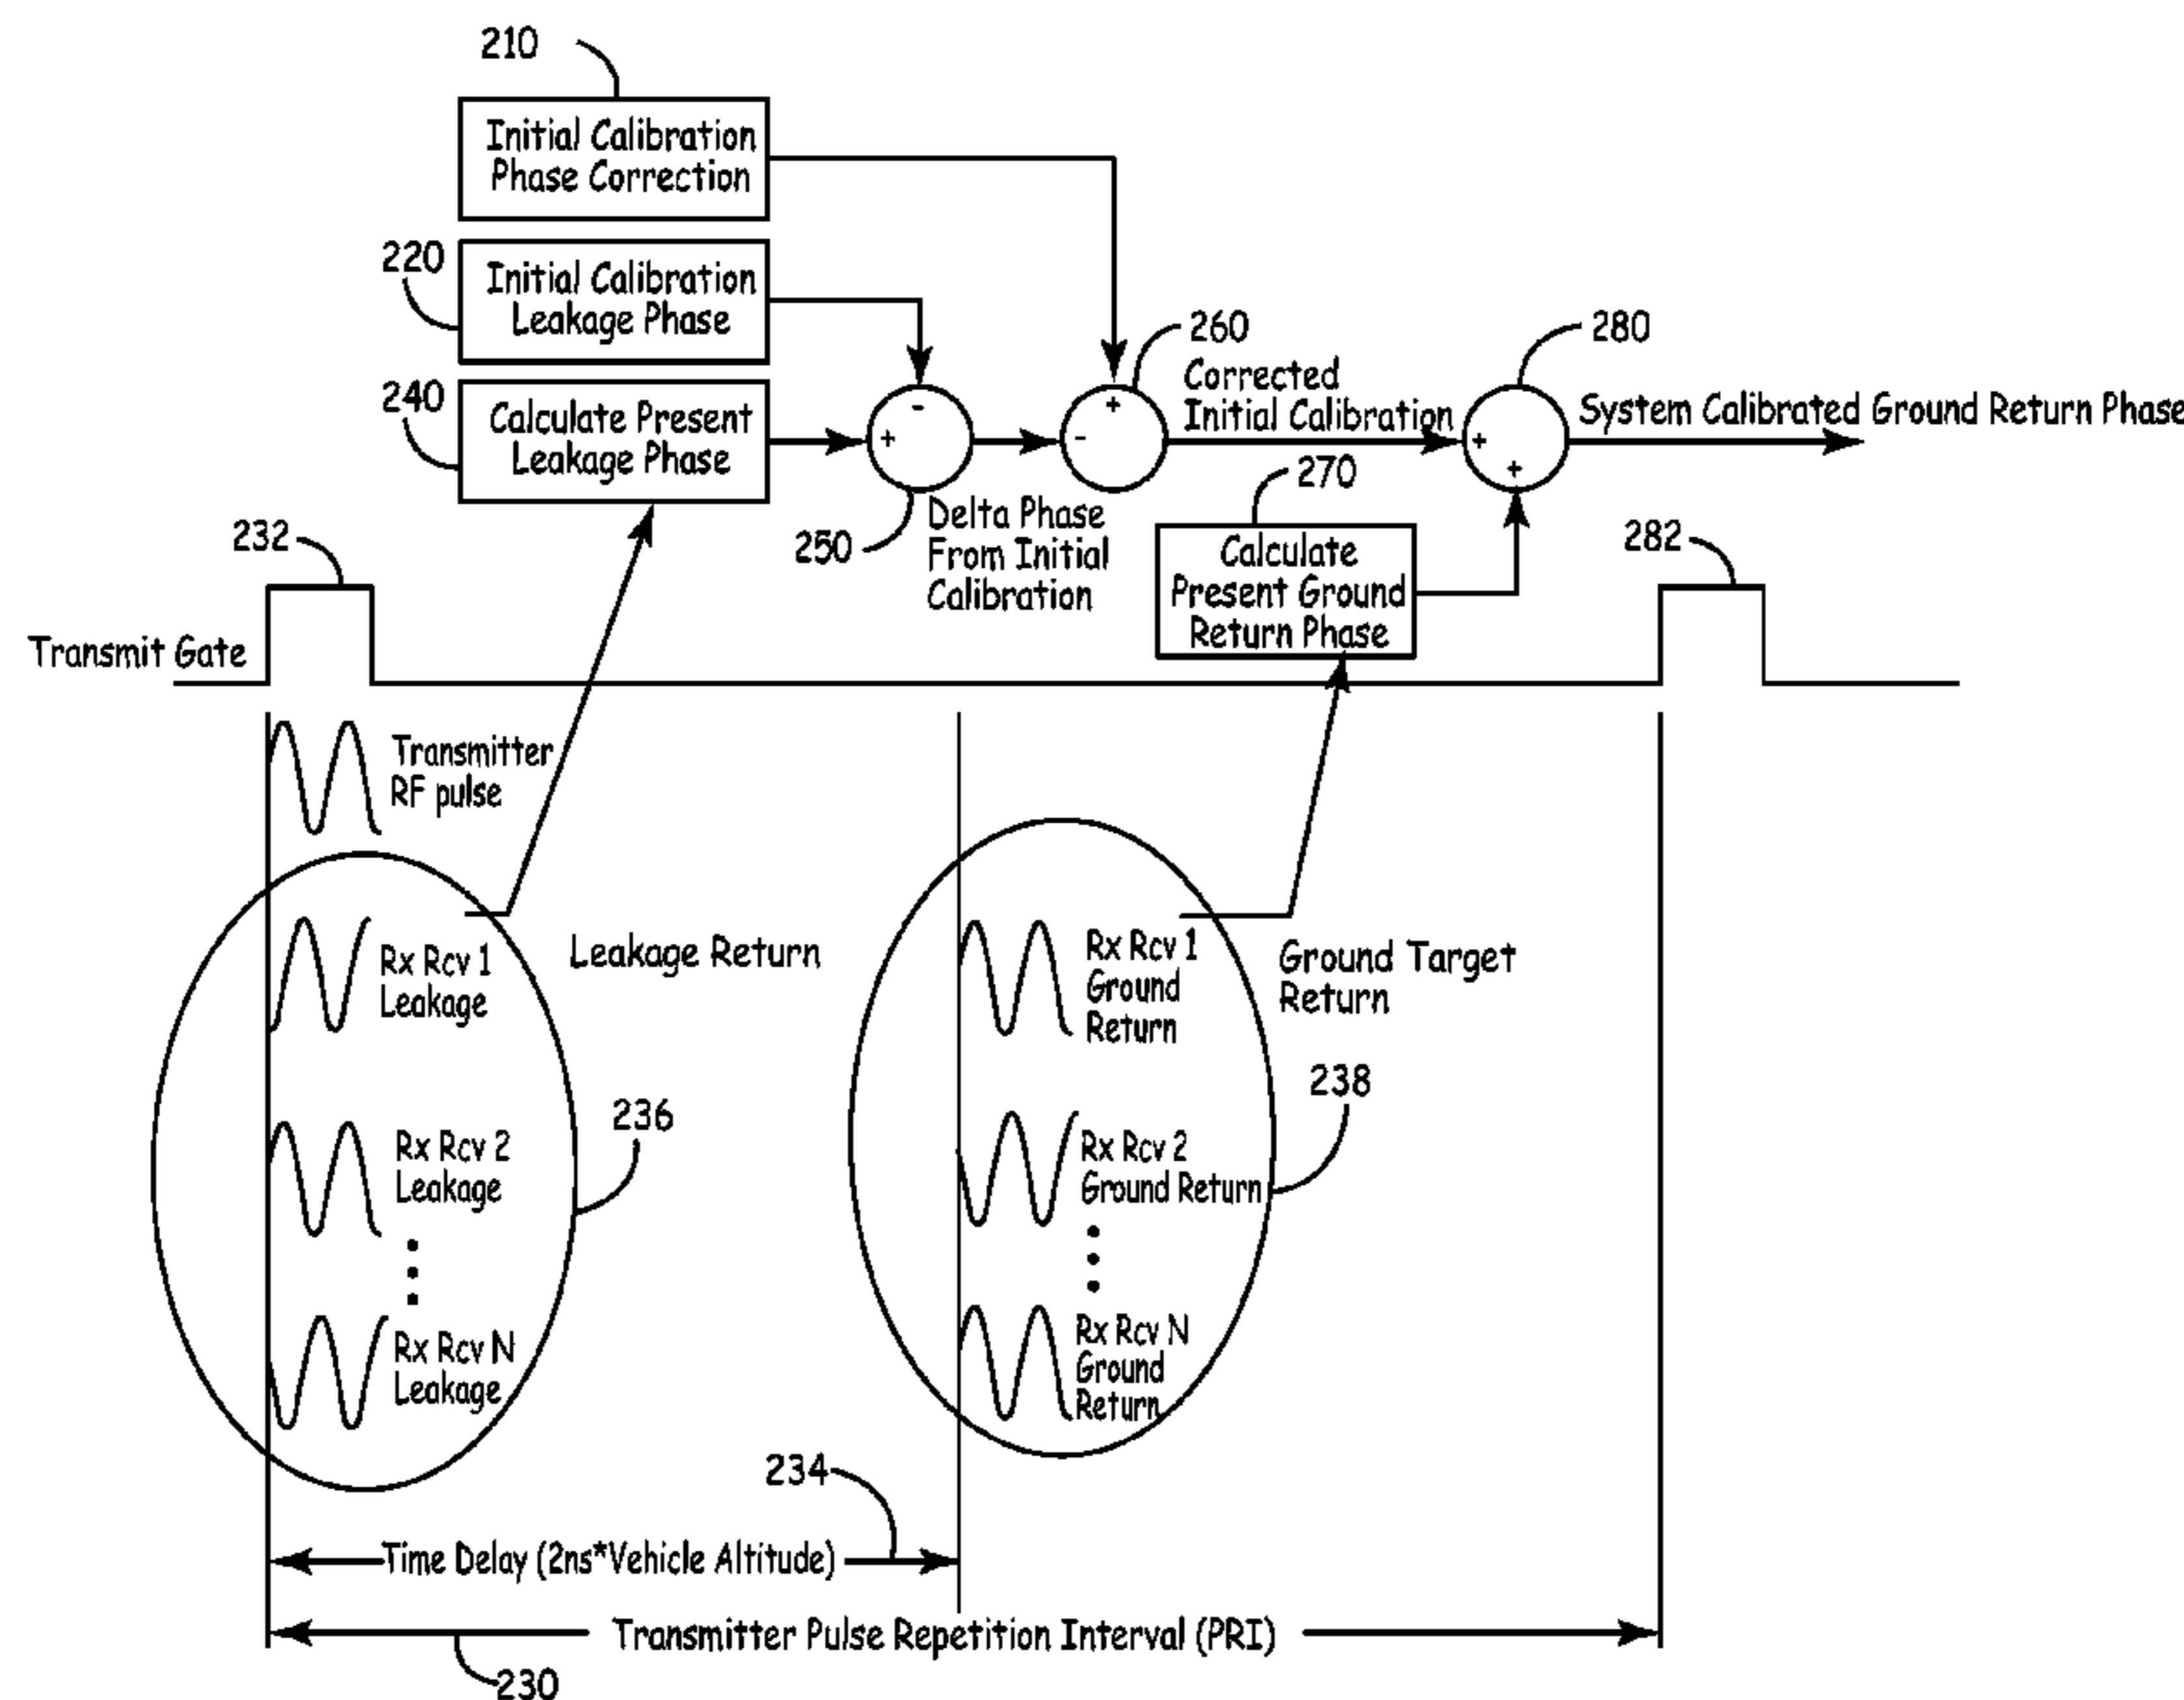 210
Initial Calibration
Phase Correction
220
Initial Calibration
Leakage Phase
240
Calculate Present
Leakage Phase
-
+
250
Delta Phase
From Initial
Calibration
+
-
260
Corrected
Initial Calibration
270
Calculate
Present Ground
Return Phase
280
+
+
System Calibrated Ground Return Phase
232
282
Transmit Gate
Transmitter
RF pulse
Rx Rcv 1
Leakage
Leakage Return
Rx Rcv 2
Leakage
Rx Rcv N
Leakage
236
Rx Rcv 1
Ground
Return
Ground Target
Return
238
Rx Rcv 2
Ground Return
Rx Rcv N
Ground
Return
234
Time Delay (2ns*Vehicle Altitude)
Transmitter Pulse Repetition Interval (PRI)
230